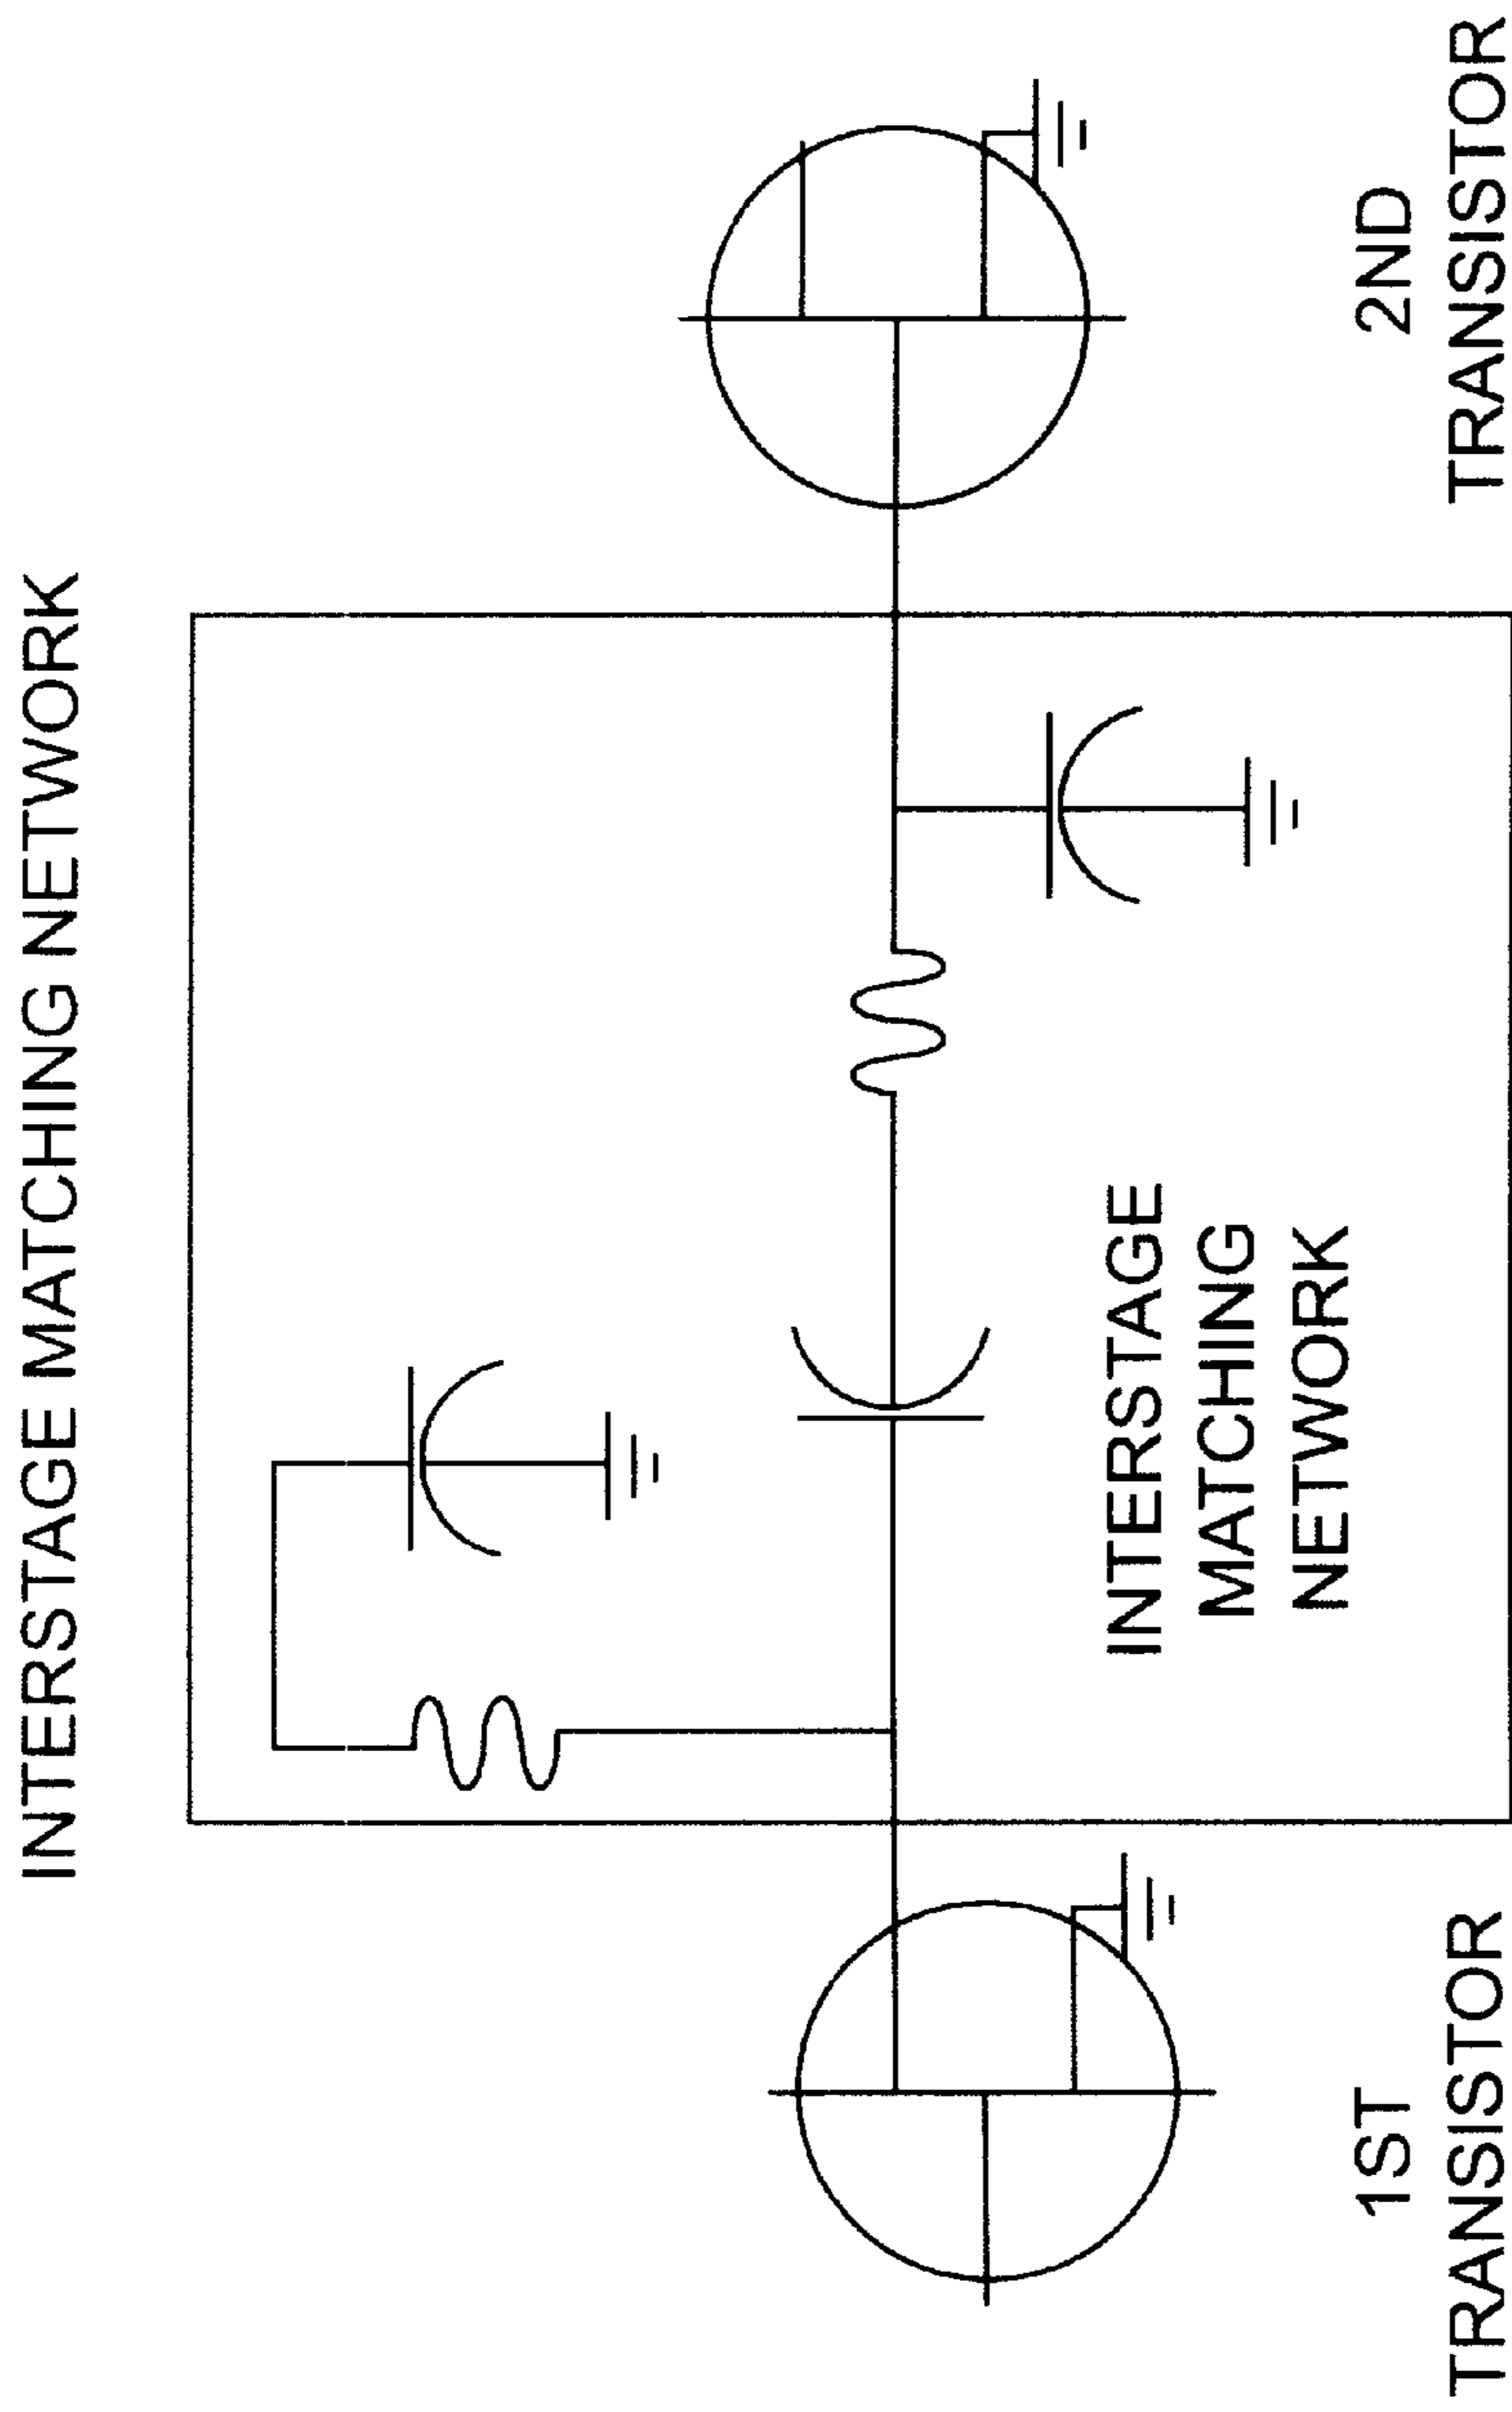 INTERSTAGE MATCHING NETWORK
INTERSTAGE
MATCHING
NETWORK
1ST
TRANSISTOR
2ND
TRANSISTOR